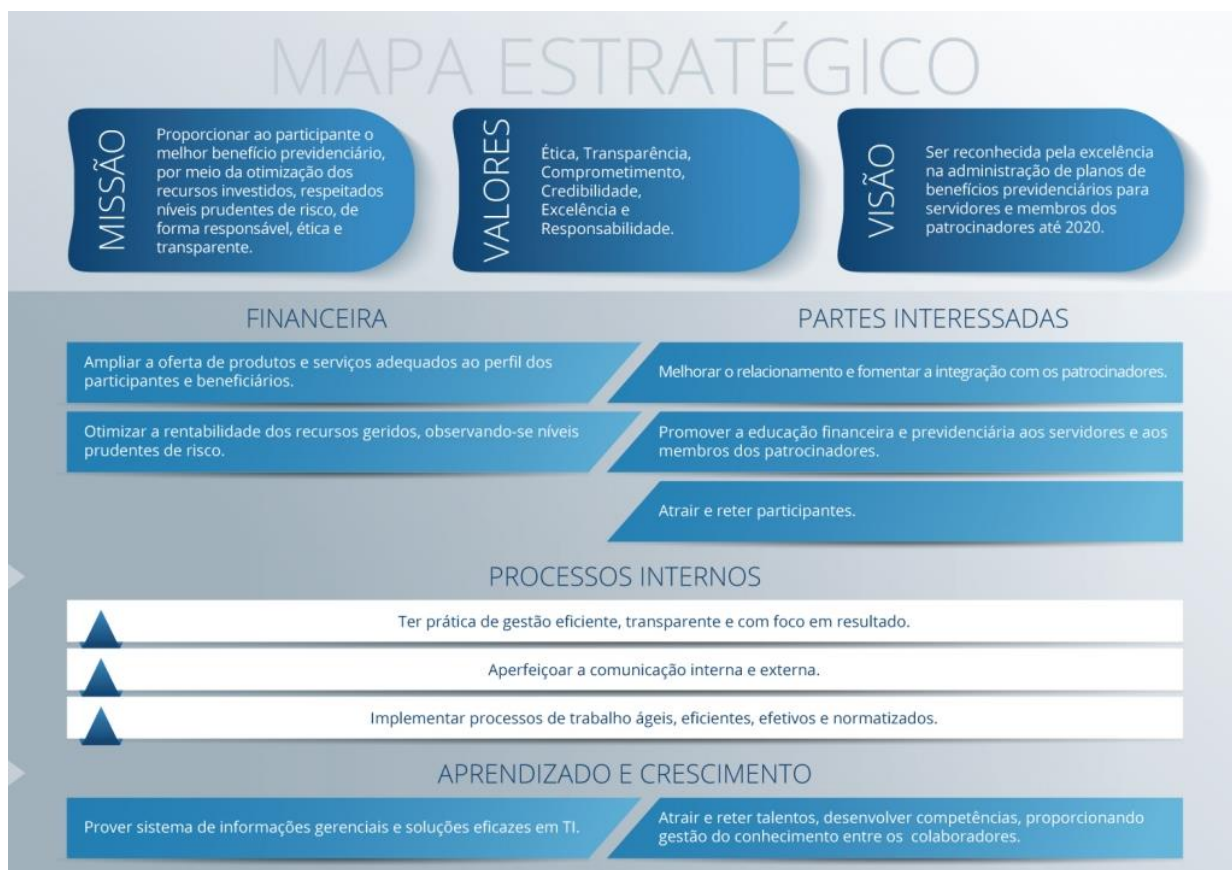 MAPA ESTRATÉGICO
MISSÃO
Proporcionar ao participante o
melhor benefício previdenciário,
por meio da otimização dos
recursos investidos, respeitados
níveis prudentes de risco, de
forma responsável, ética e
transparente.
VALORES
Ética, Transparência,
Comprometimento,
Credibilidade,
Excelência e
Responsabilidade.
VISÃO
Ser reconhecida pela excelência
na administração de planos de
benefícios previdenciários para
servidores e membros dos
patrocinadores até 2020.
FINANCEIRA
Ampliar a oferta de produtos e serviços adequados ao perfil dos
participantes e beneficiários.
Otimizar a rentabilidade dos recursos geridos, observando-se níveis
prudentes de risco.
PARTES INTERESSADAS
Melhorar o relacionamento e fomentar a integração com os patrocinadores.
Promover a educação financeira e previdenciária aos servidores e aos
membros dos patrocinadores.
Atrair e reter participantes.
PROCESSOS INTERNOS
Ter prática de gestão eficiente, transparente e com foco em resultado.
Aperfeiçoar a comunicação interna e externa.
Implementar processos de trabalho ágeis, eficientes, efetivos e normatizados.
APRENDIZADO E CRESCIMENTO
Prover sistema de informações gerenciais e soluções eficazes em TI.
Atrair e reter talentos, desenvolver competências, proporcionando
gestão do conhecimento entre os colaboradores.